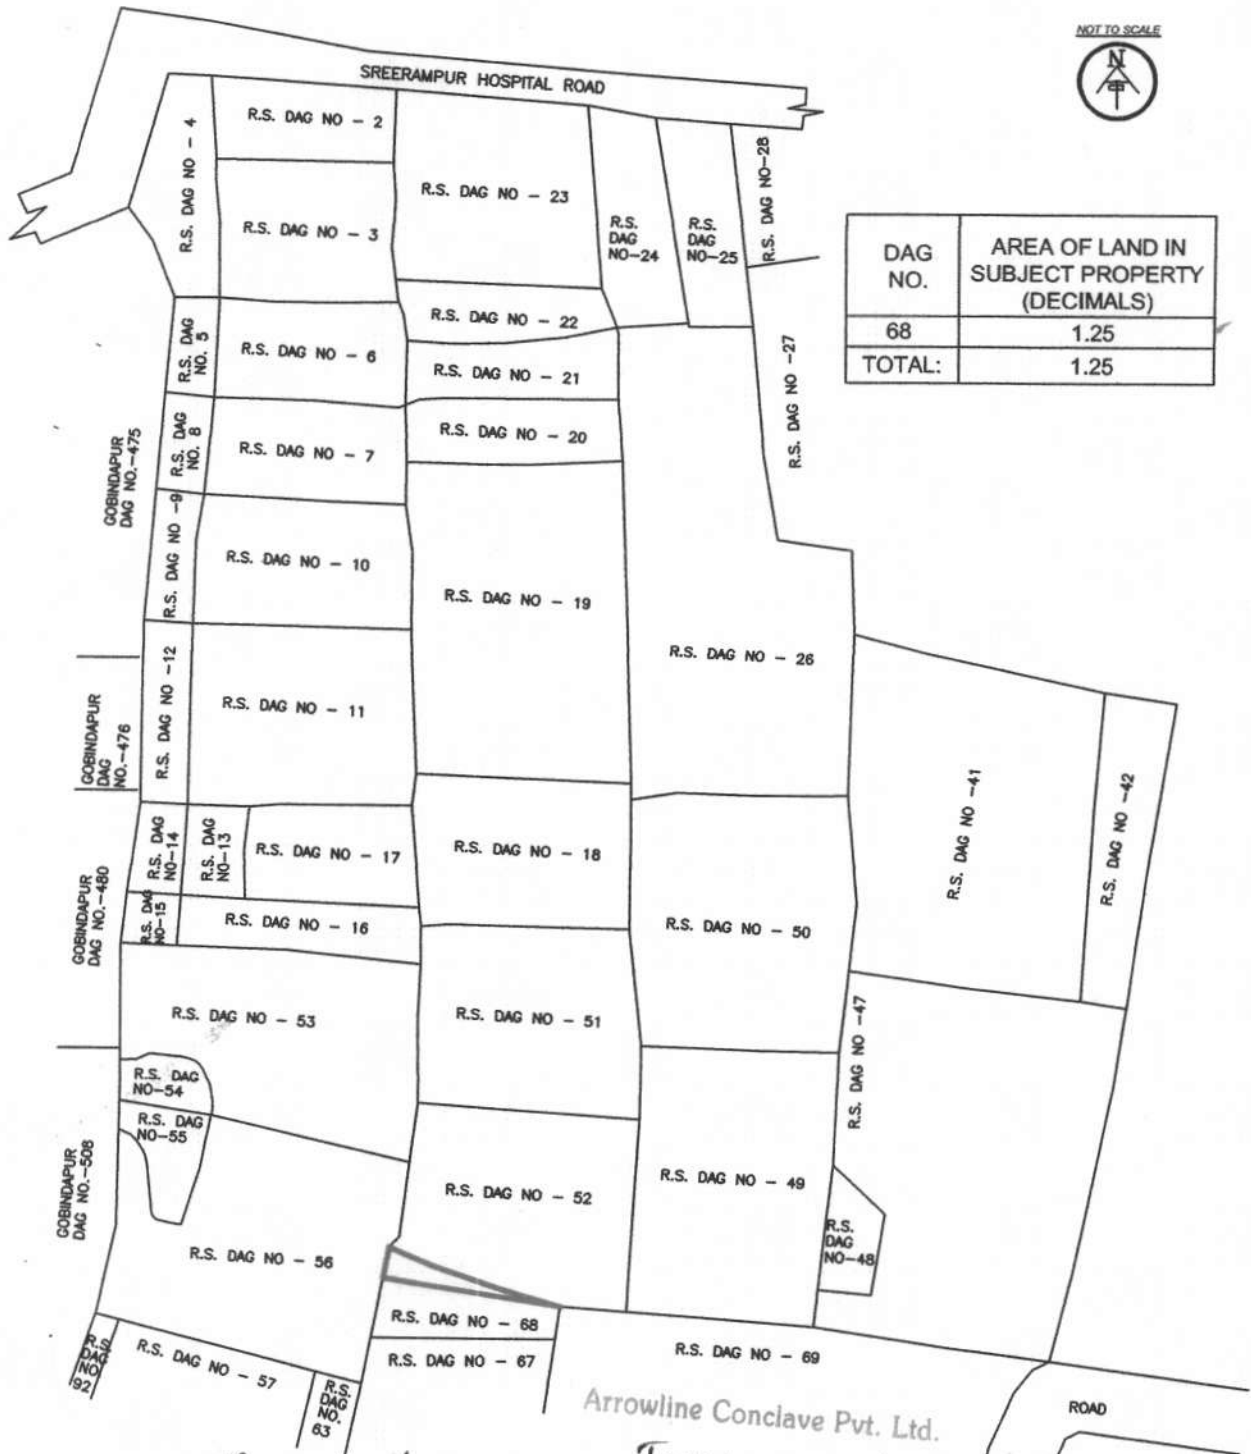 NOT TO SCALE
N
SREERAMPUR HOSPITAL ROAD
R.S. DAG NO - 4
R.S. DAG NO - 2
R.S. DAG NO - 3
R.S. DAG NO - 23
R.S.
DAG
NO-24
R.S.
DAG
NO-25
R.S. DAG NO-28
DAG
NO.
AREA OF LAND IN
SUBJECT PROPERTY
(DECIMALS)
68
1.25
TOTAL:
1.25
R.S. DAG NO - 22
R.S. DAG
NO. 5
R.S. DAG NO - 6
R.S. DAG NO - 21
R.S. DAG NO -27
R.S. DAG NO - 20
GOBINDAPUR
DAG NO.-475
R.S. DAG
NO. 8
R.S. DAG NO - 7
R.S. DAG NO -9
R.S. DAG NO - 10
R.S. DAG NO - 19
R.S. DAG NO - 26
GOBINDAPUR
DAG
NO.-476
R.S. DAG NO -12
R.S. DAG NO - 11
R.S. DAG NO -41
R.S. DAG NO -42
R.S. DAG
NO-14
R.S. DAG
NO-13
R.S. DAG NO - 17
R.S. DAG NO - 18
GOBINDAPUR
DAG NO.-480
R.S. DAG
NO-15
R.S. DAG NO - 16
R.S. DAG NO - 50
R.S. DAG NO - 53
R.S. DAG NO - 51
R.S. DAG NO -47
R.S. DAG
NO-54
R.S. DAG
NO-55
GOBINDAPUR
DAG NO.-508
R.S. DAG NO - 52
R.S. DAG NO - 49
R.S.
DAG
NO-48
R.S. DAG NO - 56
R.S. DAG NO - 68
R.S. DAG NO - 67
R.S. DAG NO - 69
R.S.
DAG
NO
92
R.S. DAG NO - 57
R.S.
DAG
NO.
63
Arrowline Conclave Pvt. Ltd.
ROAD